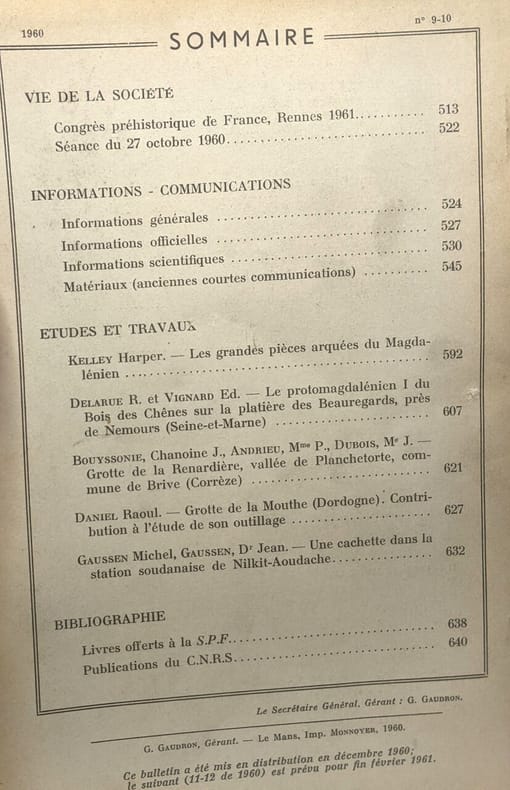 1960
n° 9-10
SOMMAIRE
VIE DE LA SOCIÉTÉ
Congrès préhistorique de France, Rennes 1961........... 513
Séance du 27 octobre 1960............................ 522
INFORMATIONS - COMMUNICATIONS
Informations générales .............................. 524
Informations officielles .............................. 527
Informations scientifiques ............................ 530
Matériaux (anciennes courtes communications) .......... 545
ETUDES ET TRAVAUX
KELLEY Harper. — Les grandes pièces arquées du Magda-
lénien .......................................... 592
DELARUE R. et VIGNARD Ed. — Le protomagdalénien I du
Bois des Chênes sur la platière des Beauregards, près
de Nemours (Seine-et-Marne) ...................... 607
BOUYSSONIE, Chanoine J., ANDRIEU, Mme P., DUBOIS, Me J. —
Grotte de la Renardière, vallée de Planchetorte, com-
mune de Brive (Corrèze) .......................... 621
DANIEL Raoul. — Grotte de la Mouthe (Dordogne). Contri-
bution à l'étude de son outillage .................... 627
GAUSSEN Michel, GAUSSEN, Dr Jean. — Une cachette dans la
station soudanaise de Nilkit-Aoudache............... 632
BIBLIOGRAPHIE
Livres offerts à la S.P.F............................... 638
Publications du C.N.R.S.............................. 640
Le Secrétaire Général. Gérant : G. GAUDRON.
G. GAUDRON, Gérant. — Le Mans, Imp. MONNOYER, 1960.
Ce bulletin a été mis en distribution en décembre 1960;
le suivant (11-12 de 1960) est prévu pour fin février 1961.